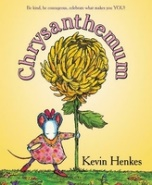 Be kind, be courageous, celebrate what makes you YOU!
Chrysanthemum
Kevin Henkes